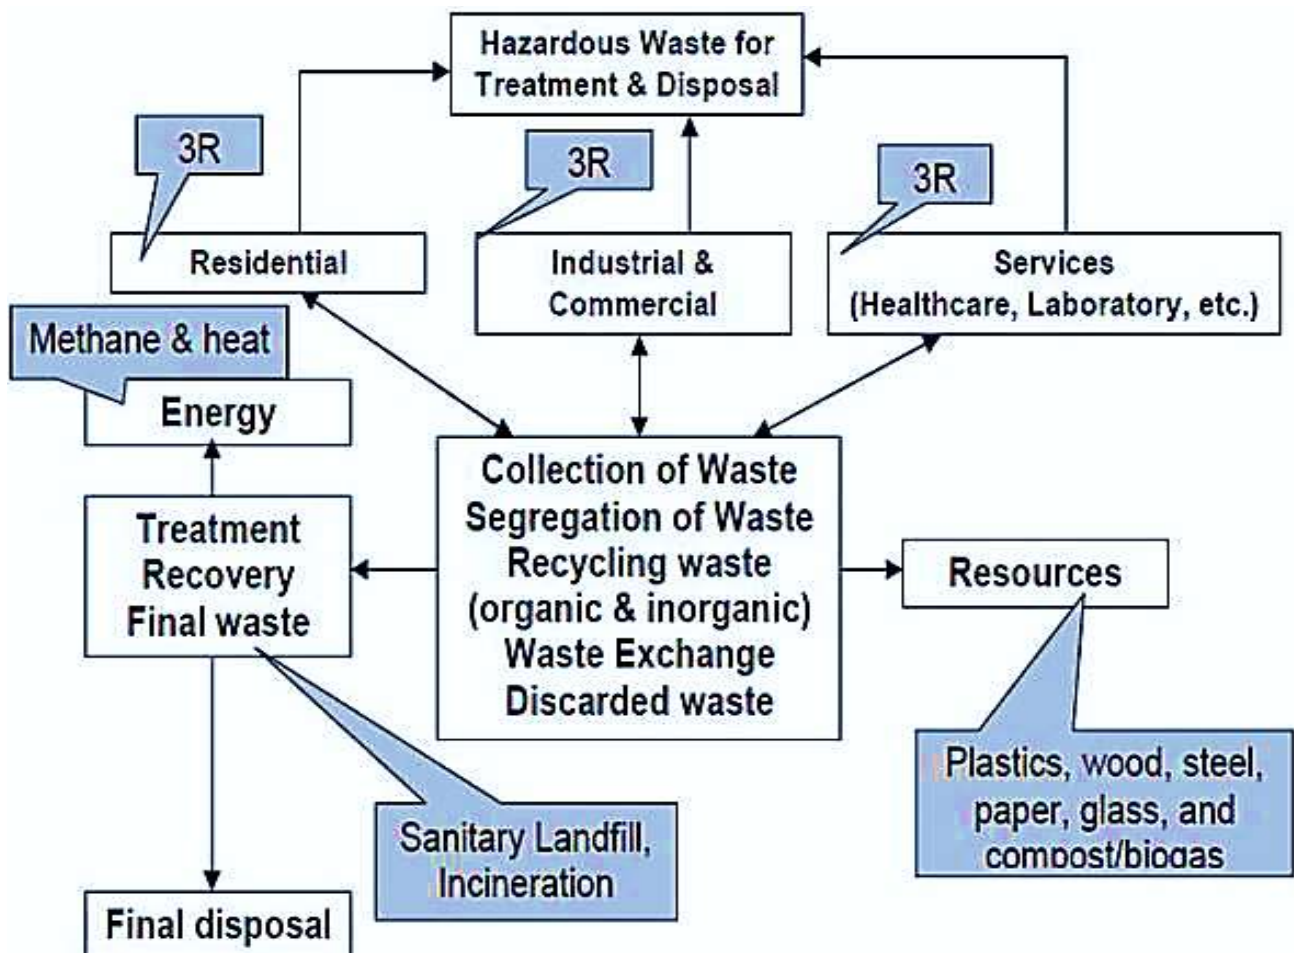 Hazardous Waste for
Treatment & Disposal
3R
3R
3R
Residential
Industrial &
Commercial
Services
(Healthcare, Laboratory, etc.)
Methane & heat
Energy
Treatment
Recovery
Final waste
Collection of Waste
Segregation of Waste
Recycling waste
(organic & inorganic)
Waste Exchange
Discarded waste
Resources
Plastics, wood, steel,
paper, glass, and
compost/biogas
Sanitary Landfill,
Incineration
Final disposal